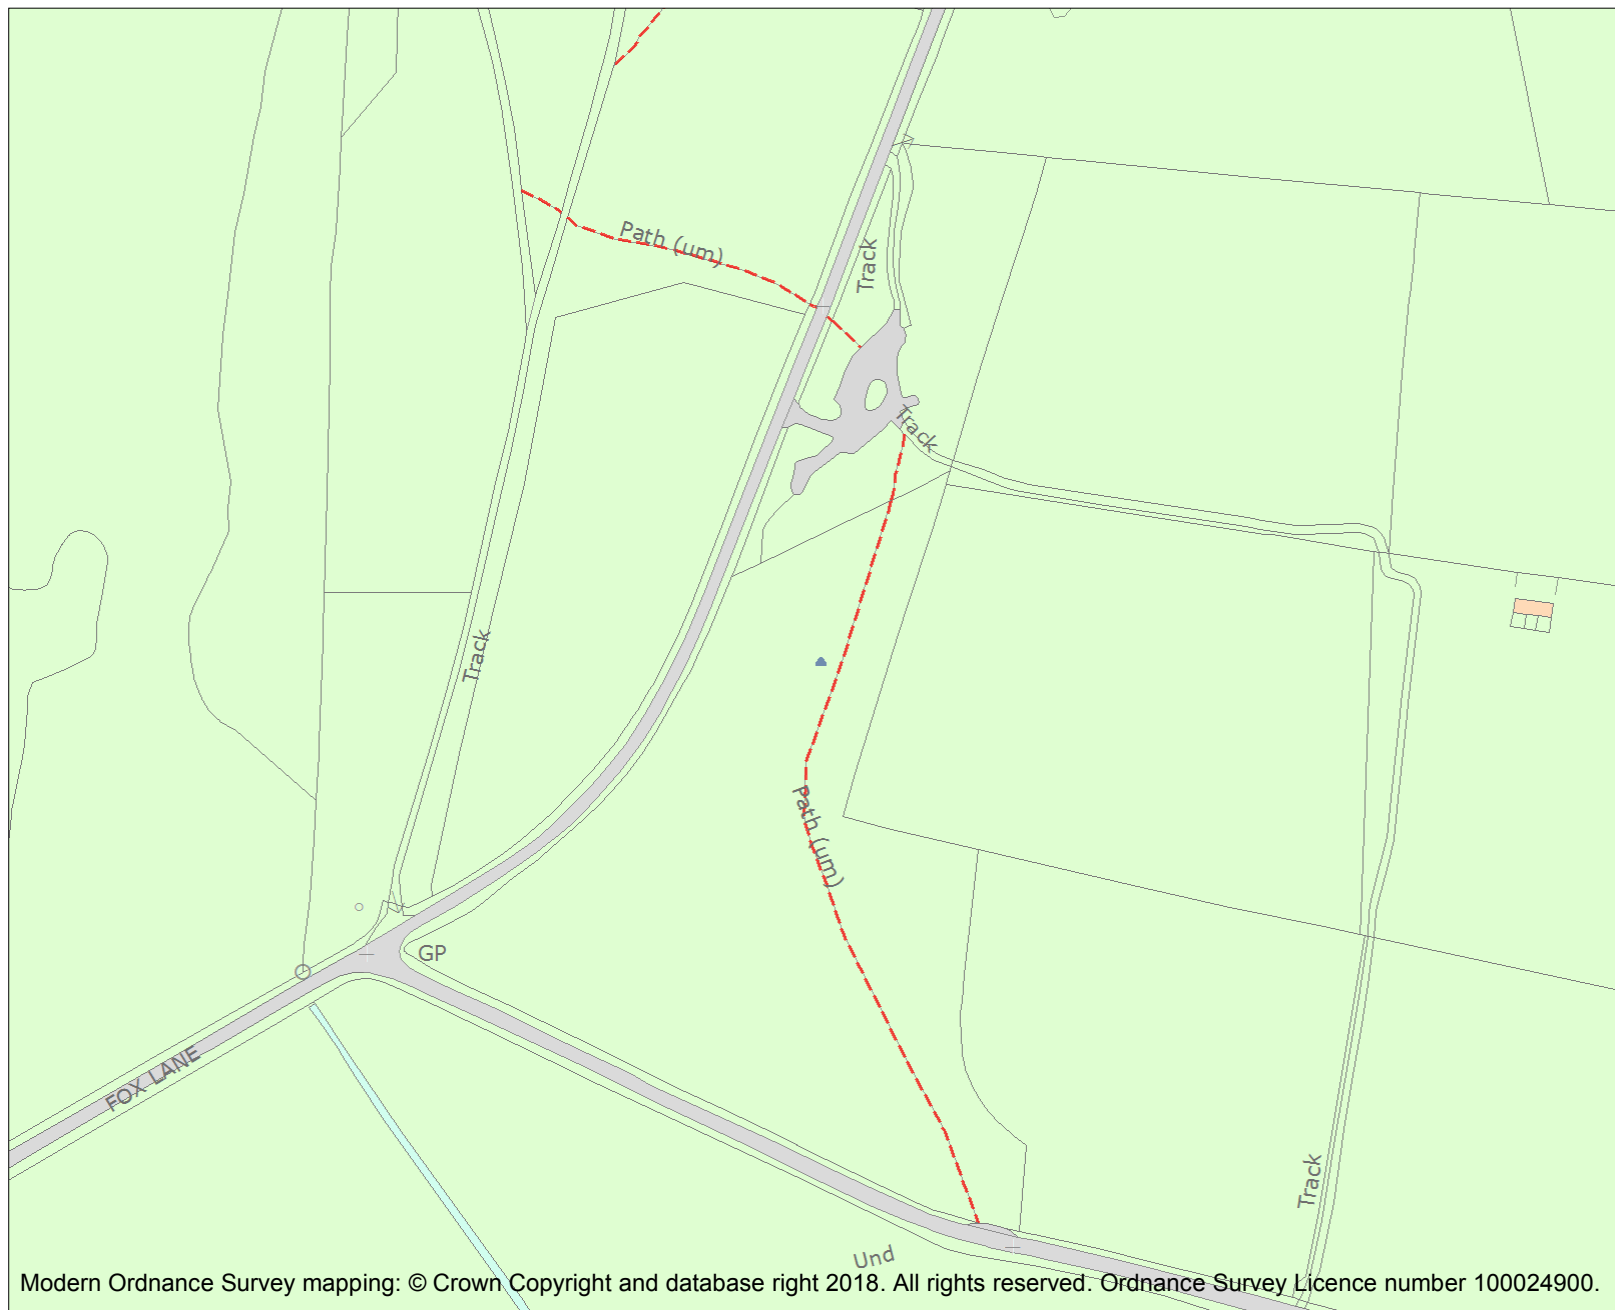 Path (um)
Track
Track
Track
Path (um)
GP
FOX LANE
Track
Und
Modern Ordnance Survey mapping: © Crown Copyright and database right 2018. All rights reserved. Ordnance Survey Licence number 100024900.